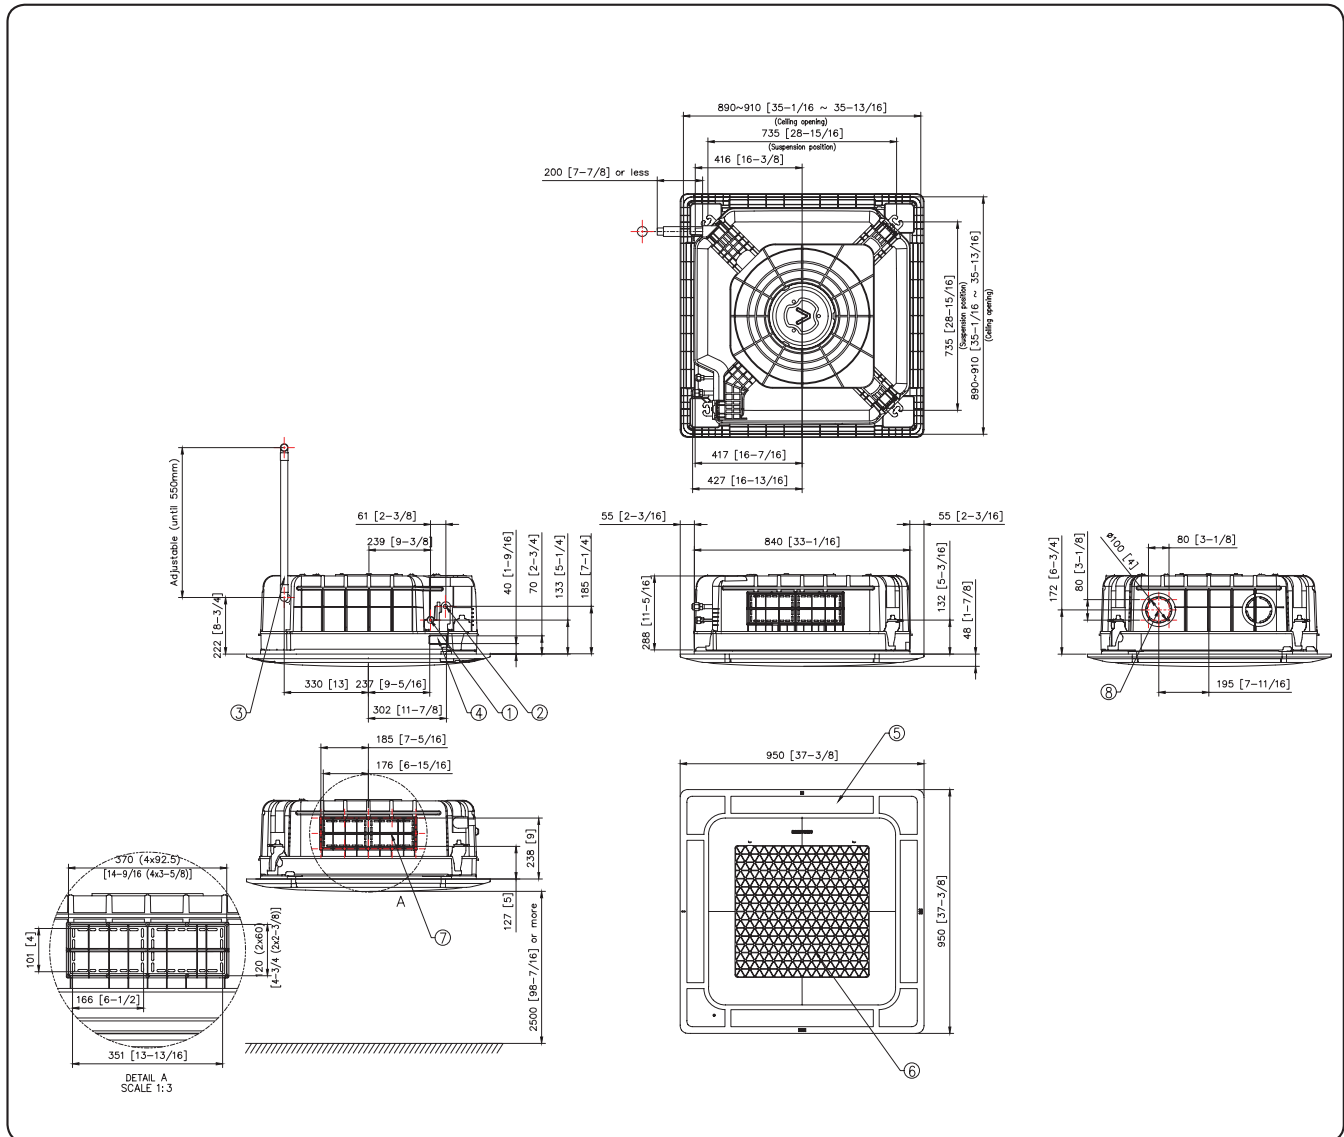 890~910 [35-1/16 ~ 35-13/16]
(Ceiling opening)
735 [28-15/16]
(Suspension position)
416 [16-3/8]
200 [7-7/8] or less
735 [28-15/16]
(Suspension position)
890~910 [35-1/16 ~ 35-13/16]
(Ceiling opening)
417 [16-7/16]
427 [16-13/16]
Adjustable (until 550mm)
222 [8-3/4]
61 [2-3/8]
239 [9-3/8]
40 [1-9/16]
70 [2-3/4]
133 [5-1/4]
185 [7-1/4]
330 [13]
237 [9-5/16]
302 [11-7/8]
③
④
①
②
55 [2-3/16]
55 [2-3/16]
840 [33-1/16]
288 [11-5/16]
132 [5-3/16]
48 [1-7/8]
172 [6-3/4]
80 [3-1/8]
ø100 [4]
80 [3-1/8]
195 [7-11/16]
⑧
185 [7-5/16]
176 [6-15/16]
238 [9]
127 [5]
2500 [98-7/16] or more
A
⑦
370 (4x92.5)
[14-9/16 (4x3-5/8)]
101 [4]
120 (2x60)
[4-3/4 (2x2-3/8)]
166 [6-1/2]
351 [13-13/16]
DETAIL A
SCALE 1:3
950 [37-3/8]
950 [37-3/8]
⑤
⑥